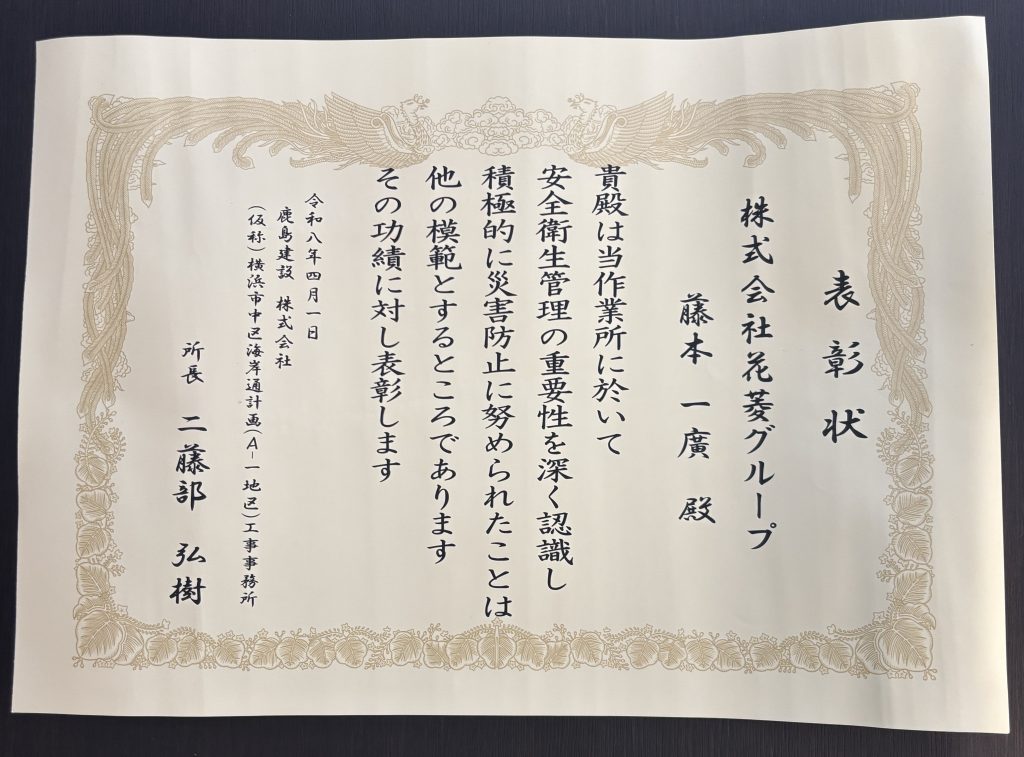 表彰状
株式会社花菱グループ
藤本 一廣 殿
貴殿は当作業所に於いて
安全衛生管理の重要性を深く認識し
積極的に災害防止に努められたことは
他の模範とするところであります
その功績に対し表彰します
令和八年四月一日
鹿島建設 株式会社
(仮称)横浜市中区海岸通計画(A-一地区)工事事務所
所長 二藤部 弘樹